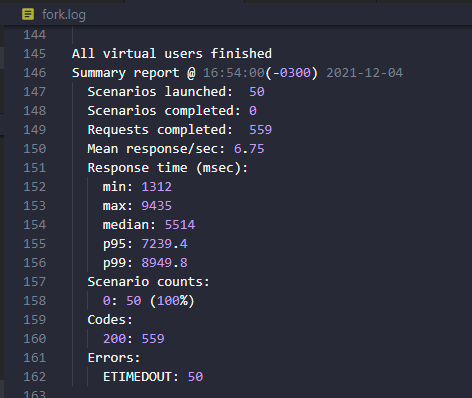 fork.log
144
145 All virtual users finished
146 Summary report @ 16:54:00(-0300) 2021-12-04
147 Scenarios launched:  50
148 Scenarios completed: 0
149 Requests completed:  559
150 Mean response/sec: 6.75
151 Response time (msec):
152 min: 1312
153 max: 9435
154 median: 5514
155 p95: 7239.4
156 p99: 8949.8
157 Scenario counts:
158 0: 50 (100%)
159 Codes:
160 200: 559
161 Errors:
162 ETIMEDOUT: 50
163